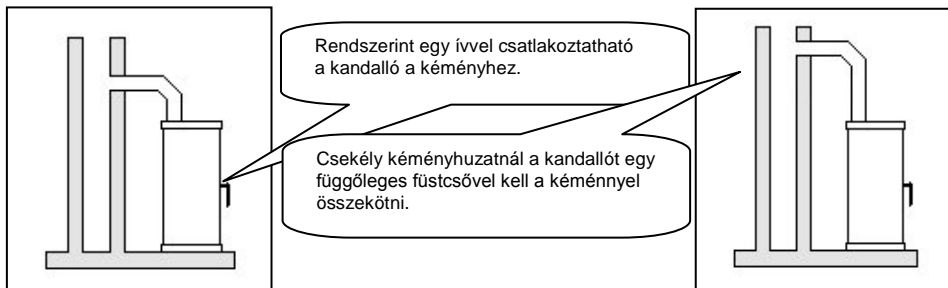 Rendszerint egy ívvel csatlakoztatható
a kandalló a kéményhez.
Csekély kéményhuzatnál a kandallót egy
függőleges füstcsővel kell a kéménnyel
összekötni.